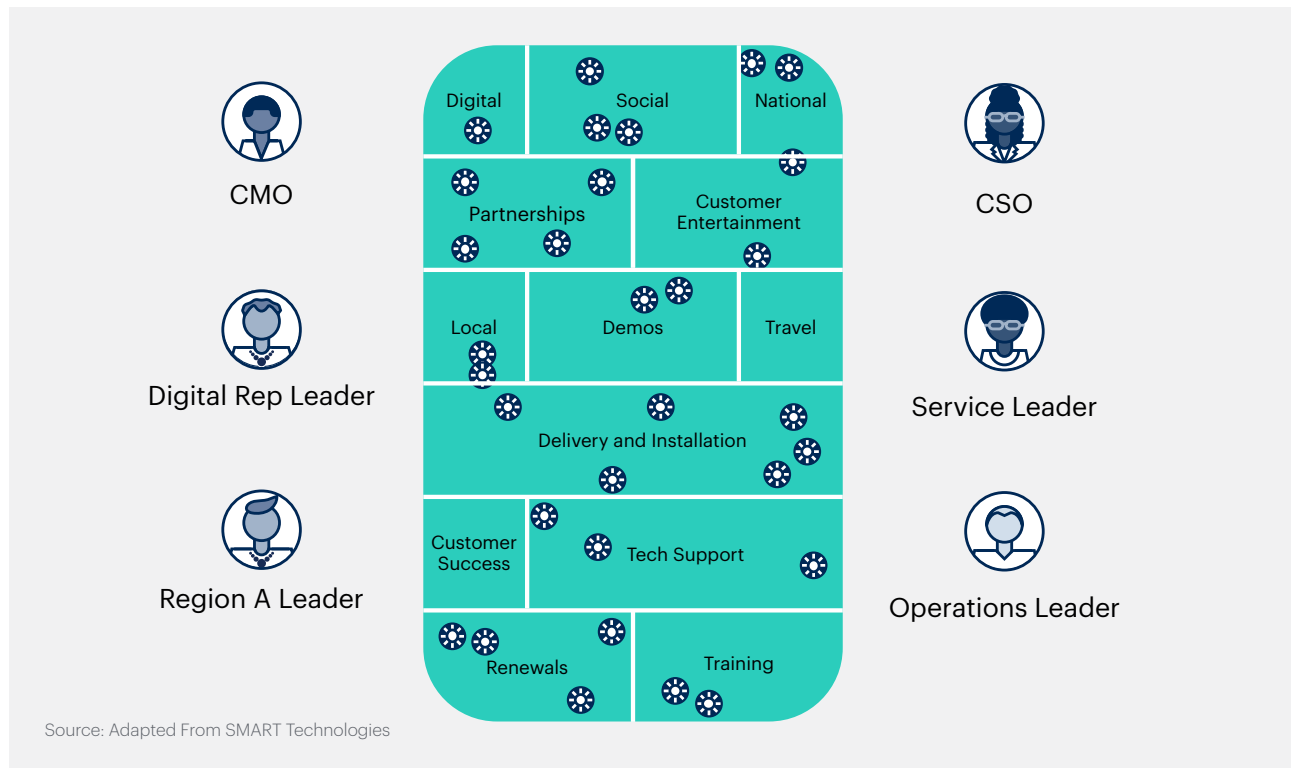 Digital
Social
National
CMO
CSO
Partnerships
Customer
Entertainment
Local
Demos
Travel
Digital Rep Leader
Service Leader
Delivery and Installation
Customer
Success
Tech Support
Region A Leader
Operations Leader
Renewals
Training
Source: Adapted From SMART Technologies